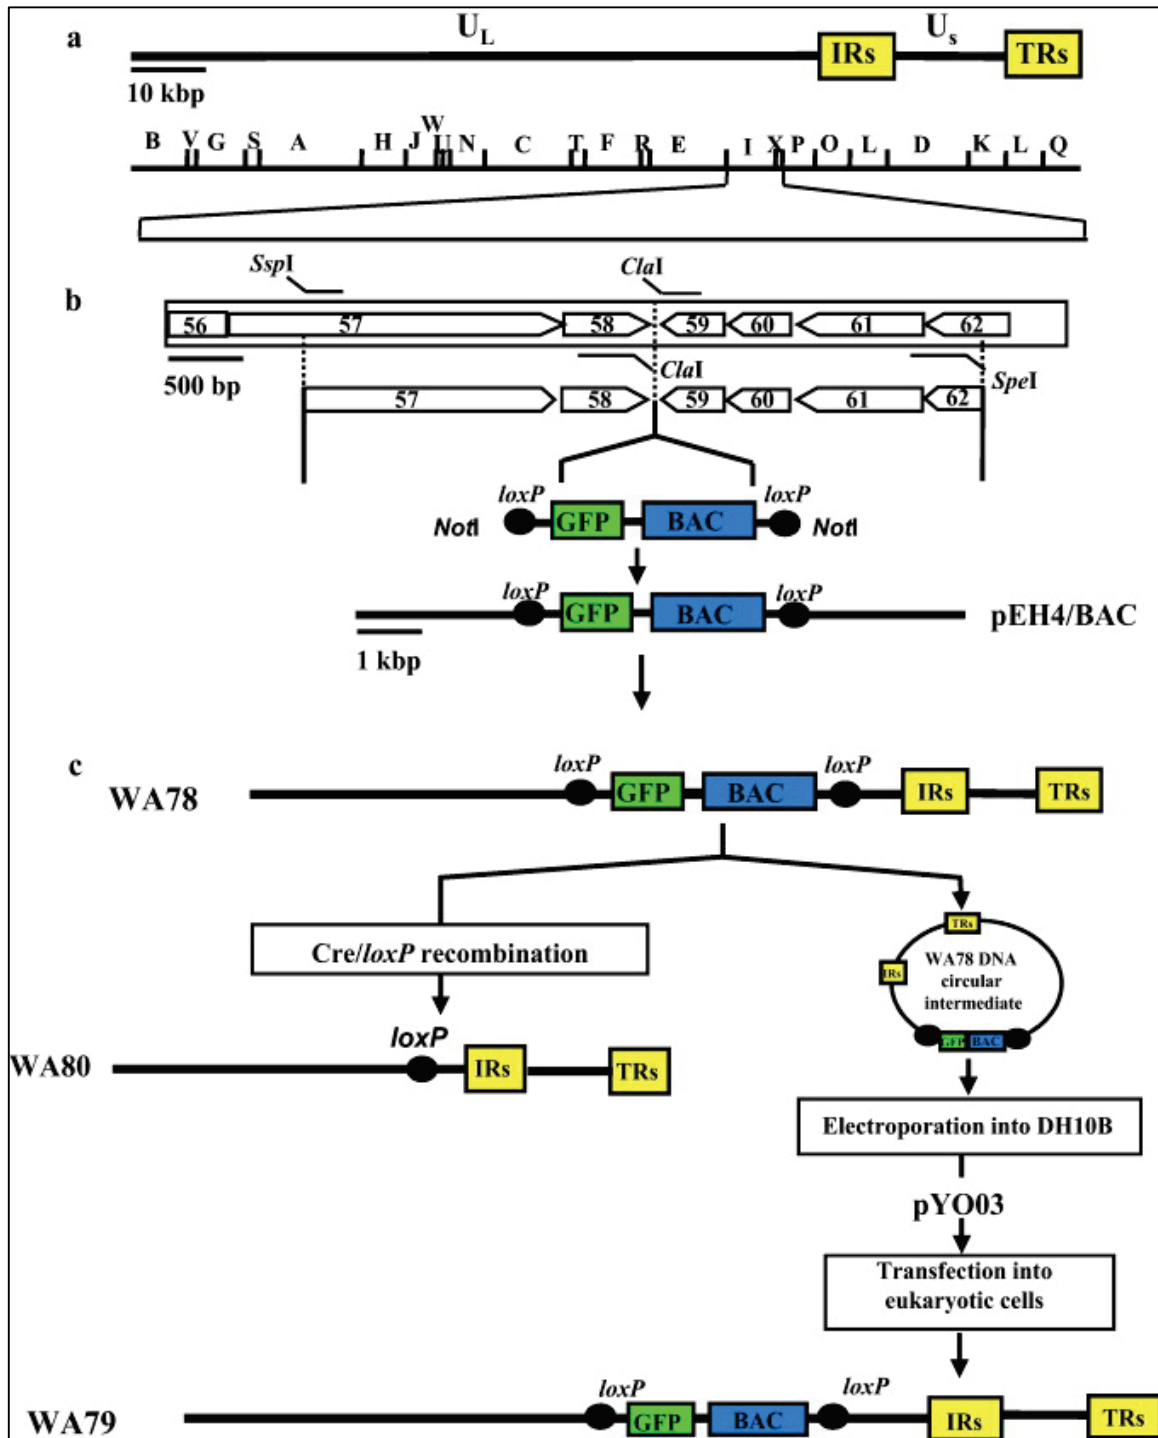 a
U_L
U_s
IRs
TRs
10 kbp
B V G S A H J W U N C T F R E I X P O L D K L Q
SspI
ClaI
b
56 57 58 59 60 61 62
500 bp
ClaI
SpeI
57 58 59 60 61 62
loxP
loxP
NotI
GFP
BAC
NotI
loxP
loxP
GFP
BAC
pEH4/BAC
1 kbp
c
loxP
loxP
WA78
GFP
BAC
IRs
TRs
Cre/loxP recombination
TRs
IRs
WA78 DNA
circular
intermediate
GFP
BAC
loxP
WA80
IRs
TRs
Electroporation into DH10B
pYO03
Transfection into
eukaryotic cells
loxP
loxP
WA79
GFP
BAC
IRs
TRs